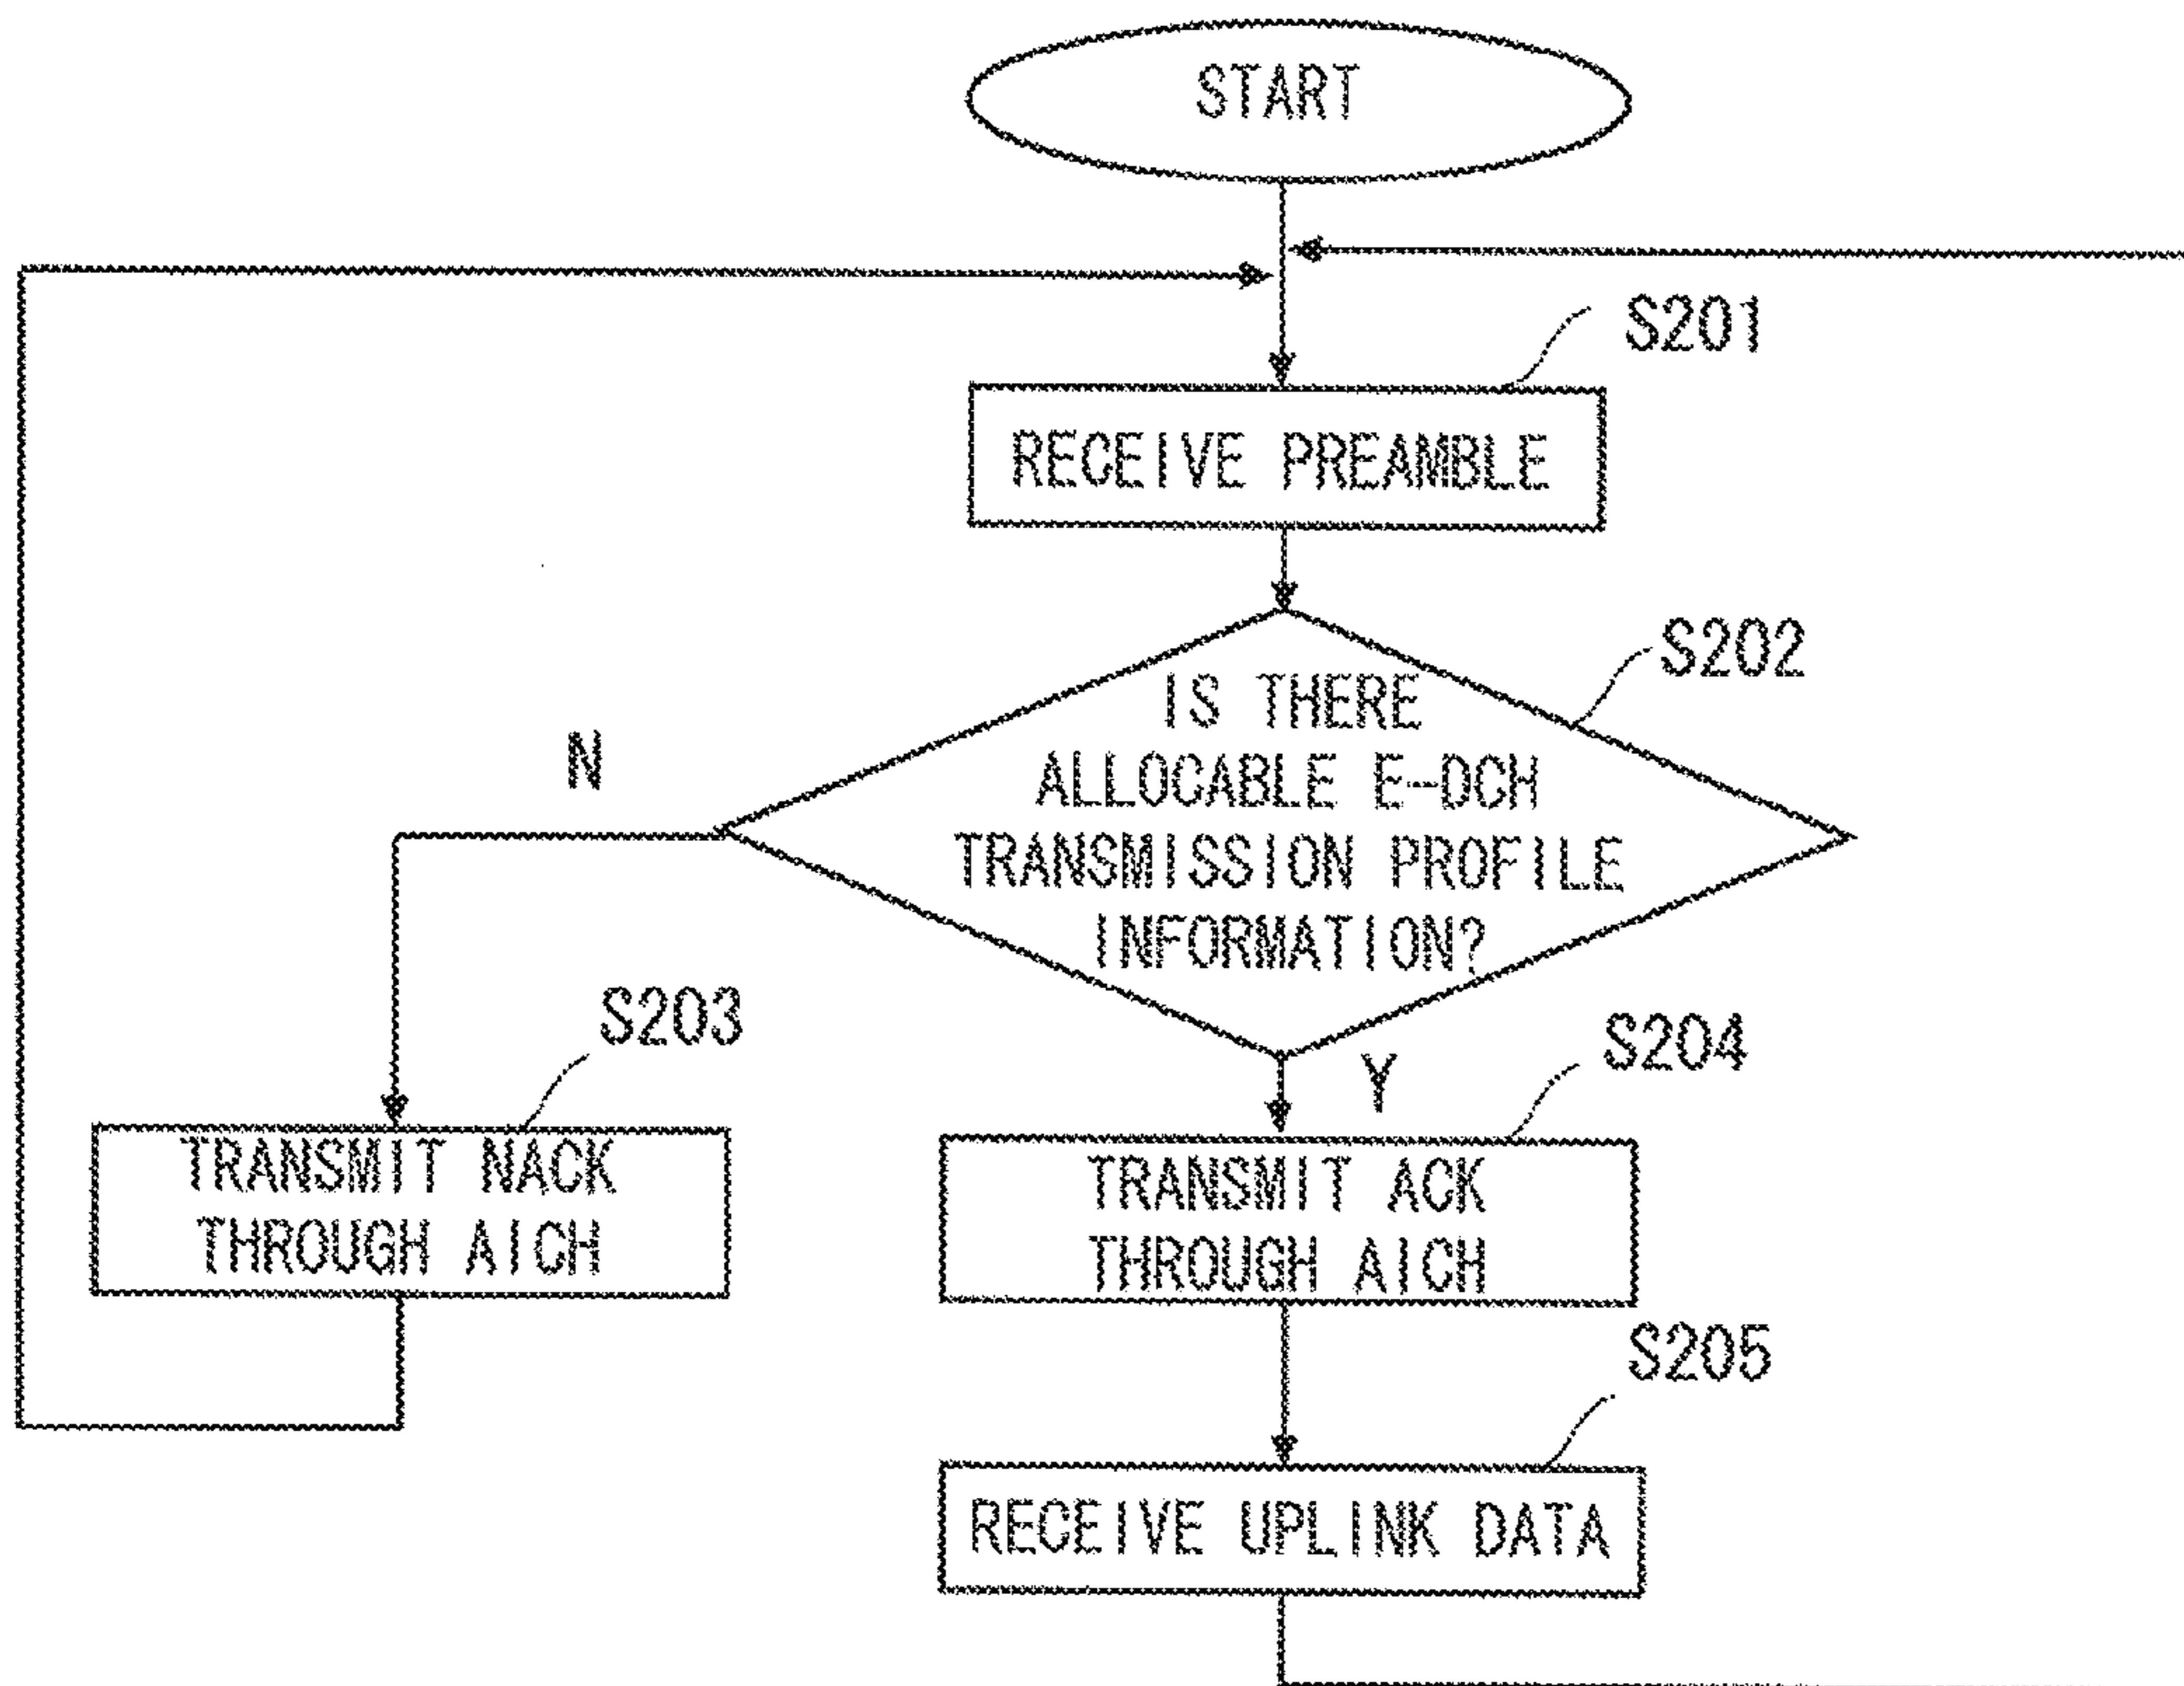 START
S201
RECEIVE PREAMBLE
S202
IS THERE
ALLOCABLE E-DCH
TRANSMISSION PROFILE
INFORMATION?
N
Y
S203
TRANSMIT NACK
THROUGH AICH
S204
TRANSMIT ACK
THROUGH AICH
S205
RECEIVE UPLINK DATA